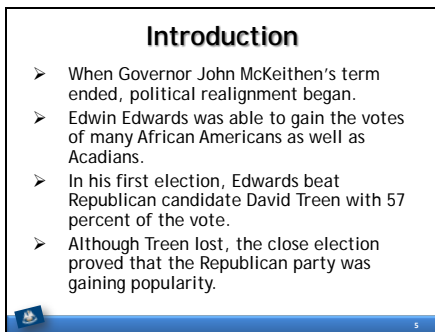 Introduction
➢ When Governor John McKeithen's term
ended, political realignment began.
➢ Edwin Edwards was able to gain the votes
of many African Americans as well as
Acadians.
➢ In his first election, Edwards beat
Republican candidate David Treen with 57
percent of the vote.
➢ Although Treen lost, the close election
proved that the Republican party was
gaining popularity.
5